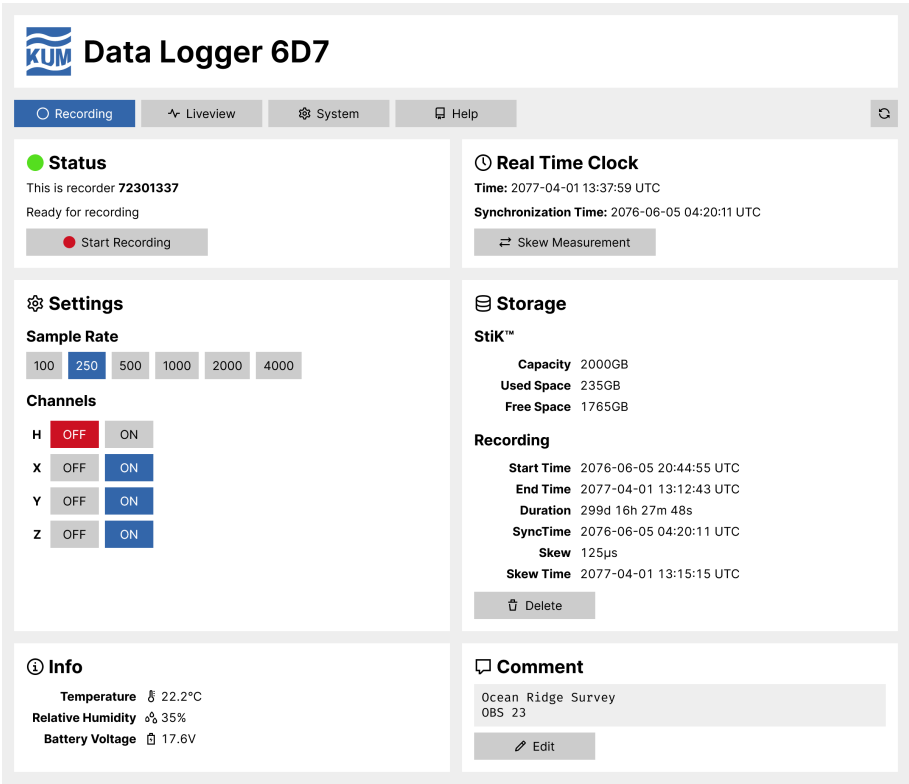 KUM Data Logger 6D7
Recording Liveview System Help
Status
This is recorder 72301337
Ready for recording
Start Recording
Real Time Clock
Time: 2077-04-01 13:37:59 UTC
Synchronization Time: 2076-06-05 04:20:11 UTC
Skew Measurement
Settings
Sample Rate
100 250 500 1000 2000 4000
Channels
H OFF ON
X OFF ON
Y OFF ON
Z OFF ON
Storage
StiK™
Capacity 2000GB
Used Space 235GB
Free Space 1765GB
Recording
Start Time 2076-06-05 20:44:55 UTC
End Time 2077-04-01 13:12:43 UTC
Duration 299d 16h 27m 48s
SyncTime 2076-06-05 04:20:11 UTC
Skew 125µs
Skew Time 2077-04-01 13:15:15 UTC
Delete
Info
Temperature 22.2°C
Relative Humidity 35%
Battery Voltage 17.6V
Comment
Ocean Ridge Survey
OBS 23
Edit